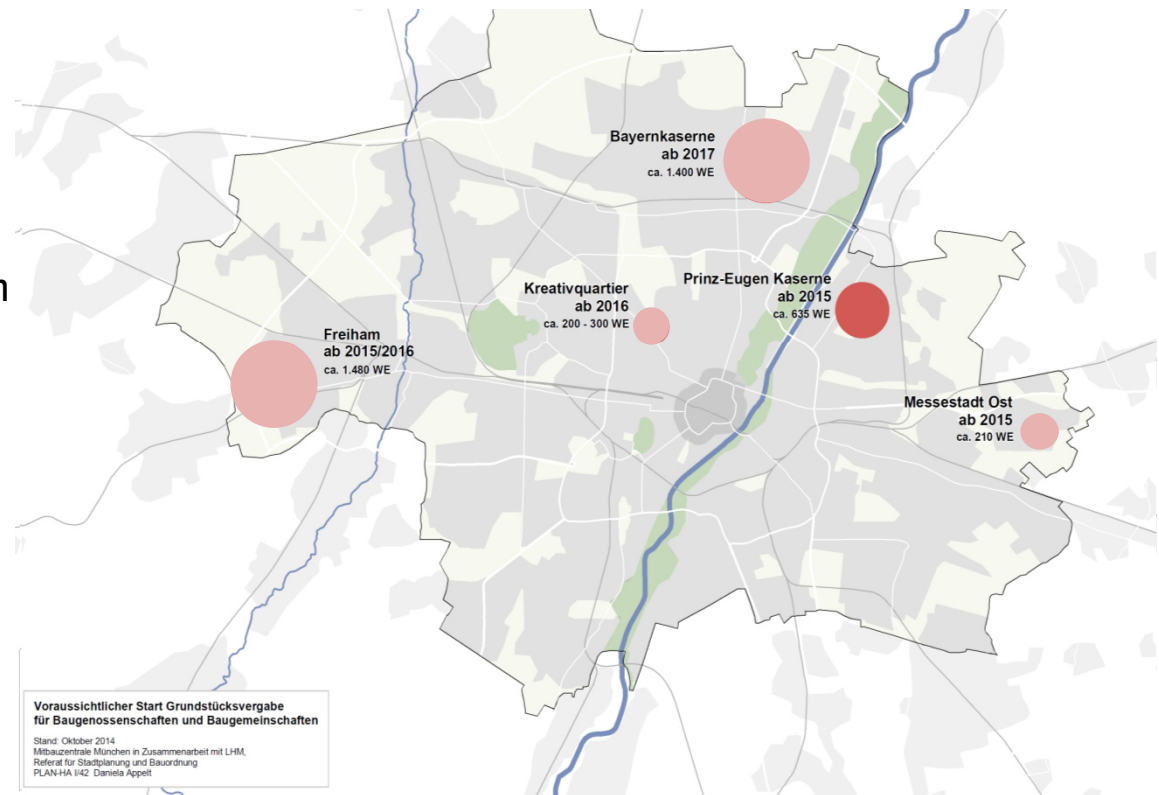 Bayernkaserne
ab 2017
ca. 1.400 WE
n
Prinz-Eugen Kaserne
ab 2015
ca. 635 WE
Kreativquartier
ab 2016
ca. 200 - 300 WE
Freiham
ab 2015/2016
ca. 1.480 WE
Messestadt Ost
ab 2015
ca. 210 WE
Voraussichtlicher Start Grundstücksvergabe
für Baugenossenschaften und Baugemeinschaften
Stand: Oktober 2014
Mitbauzentrale München in Zusammenarbeit mit LHM,
Referat für Stadtplanung und Bauordnung
PLAN-HA I/42 Daniela Appelt